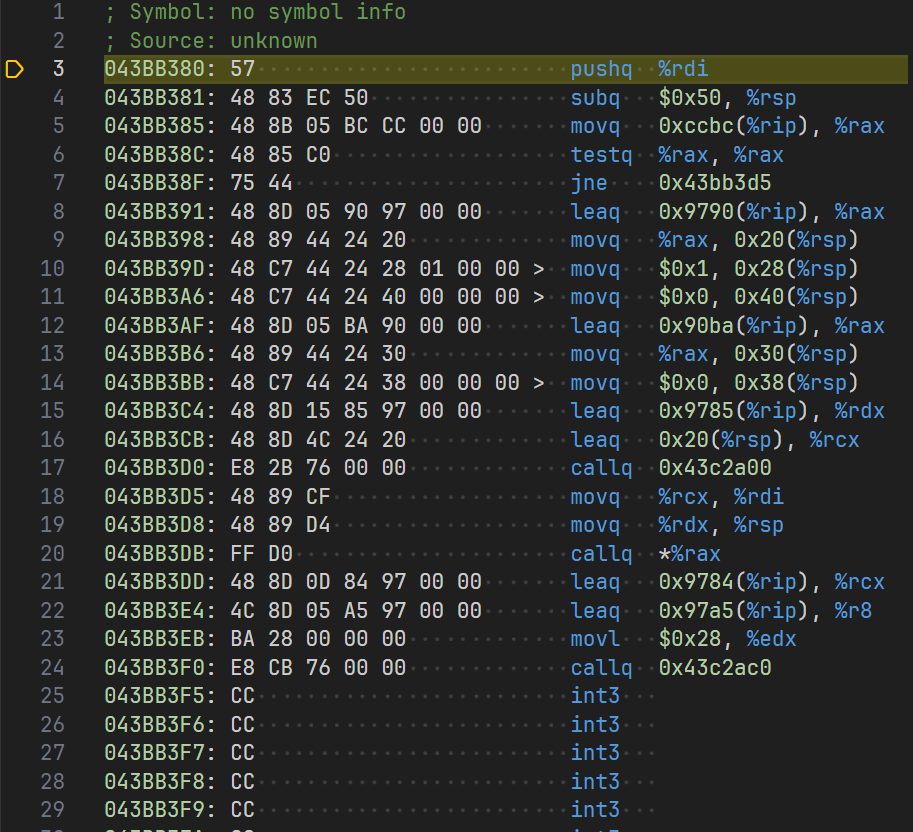 1 ; Symbol: no symbol info
2 ; Source: unknown
3 043BB380: 57 pushq %rdi
4 043BB381: 48 83 EC 50 subq $0x50, %rsp
5 043BB385: 48 8B 05 BC CC 00 00 movq 0xccbc(%rip), %rax
6 043BB38C: 48 85 C0 testq %rax, %rax
7 043BB38F: 75 44 jne 0x43bb3d5
8 043BB391: 48 8D 05 90 97 00 00 leaq 0x9790(%rip), %rax
9 043BB398: 48 89 44 24 20 movq %rax, 0x20(%rsp)
10 043BB39D: 48 C7 44 24 28 01 00 00 > movq $0x1, 0x28(%rsp)
11 043BB3A6: 48 C7 44 24 40 00 00 00 > movq $0x0, 0x40(%rsp)
12 043BB3AF: 48 8D 05 BA 90 00 00 leaq 0x90ba(%rip), %rax
13 043BB3B6: 48 89 44 24 30 movq %rax, 0x30(%rsp)
14 043BB3BB: 48 C7 44 24 38 00 00 00 > movq $0x0, 0x38(%rsp)
15 043BB3C4: 48 8D 15 85 97 00 00 leaq 0x9785(%rip), %rdx
16 043BB3CB: 48 8D 4C 24 20 leaq 0x20(%rsp), %rcx
17 043BB3D0: E8 2B 76 00 00 callq 0x43c2a00
18 043BB3D5: 48 89 CF movq %rcx, %rdi
19 043BB3D8: 48 89 D4 movq %rdx, %rsp
20 043BB3DB: FF D0 callq *%rax
21 043BB3DD: 48 8D 0D 84 97 00 00 leaq 0x9784(%rip), %rcx
22 043BB3E4: 4C 8D 05 A5 97 00 00 leaq 0x97a5(%rip), %r8
23 043BB3EB: BA 28 00 00 00 movl $0x28, %edx
24 043BB3F0: E8 CB 76 00 00 callq 0x43c2ac0
25 043BB3F5: CC int3
26 043BB3F6: CC int3
27 043BB3F7: CC int3
28 043BB3F8: CC int3
29 043BB3F9: CC int3